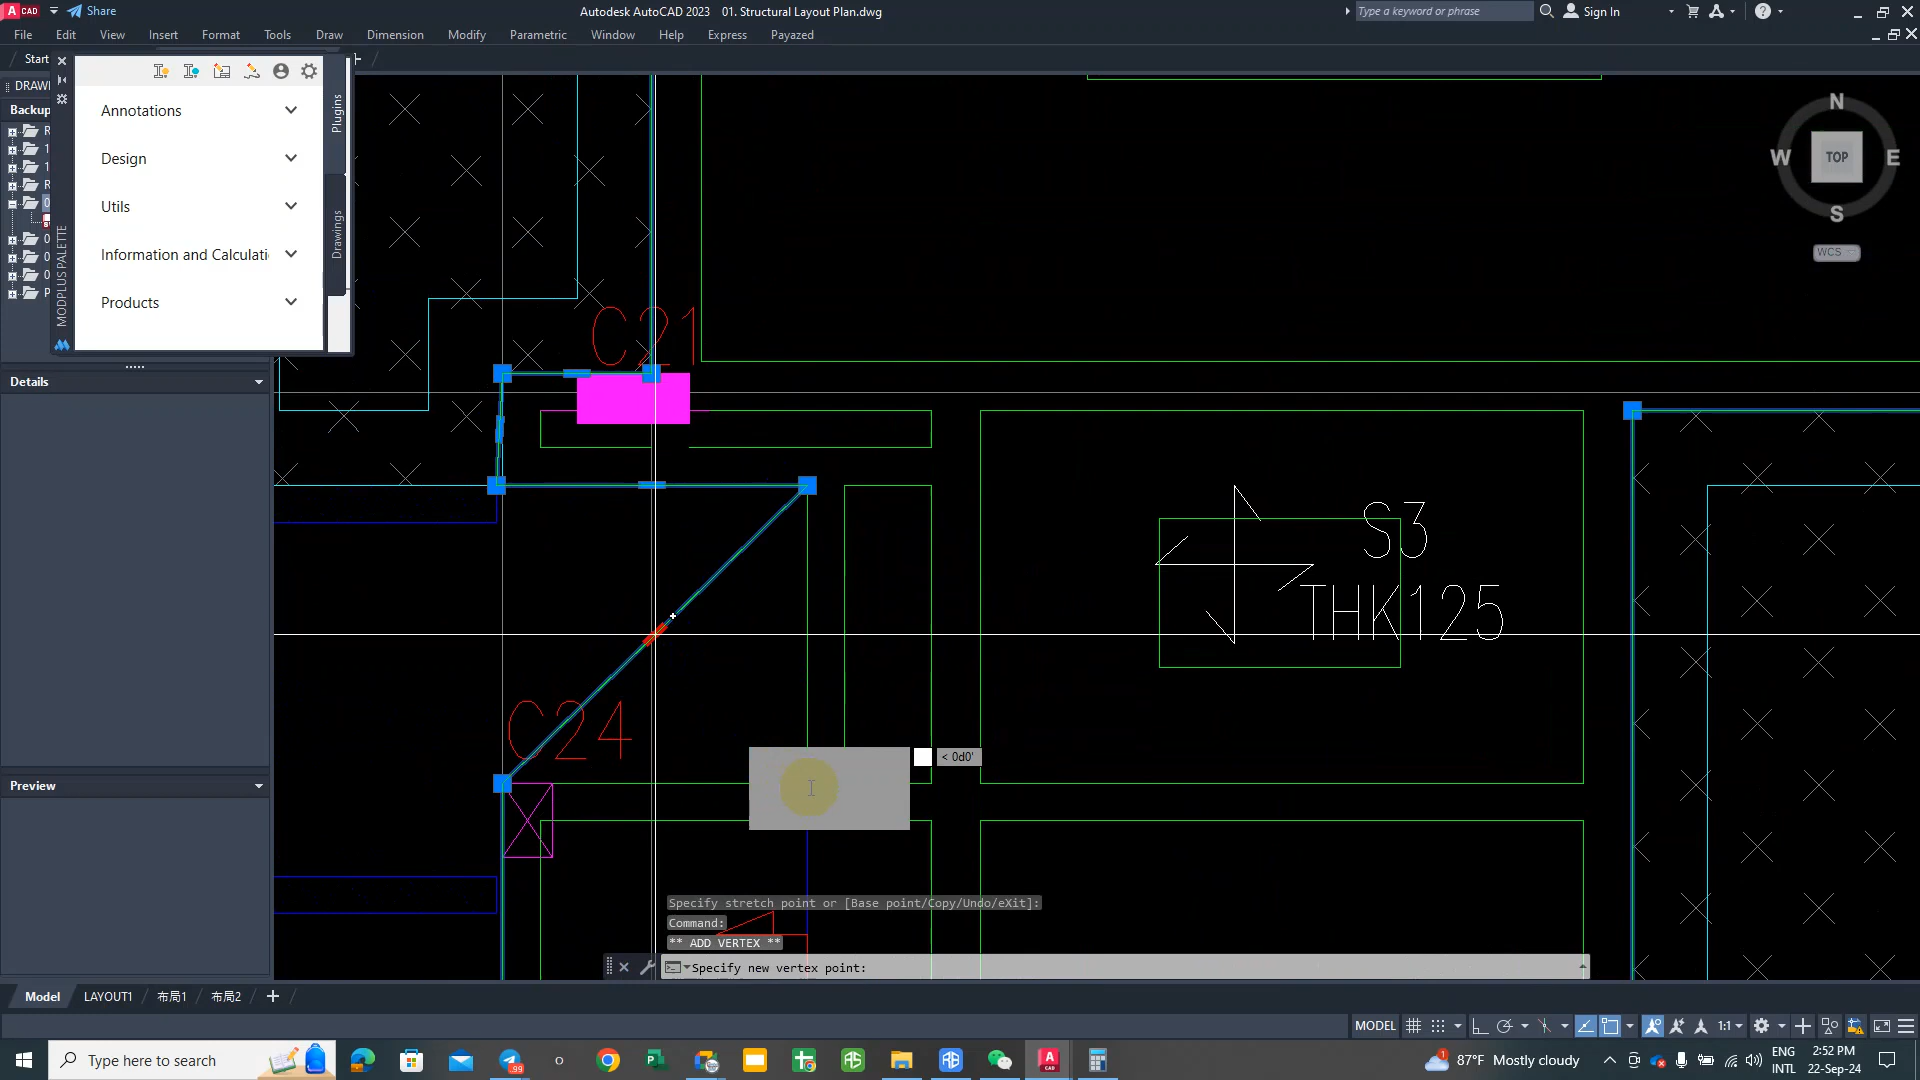 CAD
Share
Autodesk AutoCAD 2023 01. Structural Layout Plan.dwg
Type a keyword or phrase
Sign In
File Edit View Insert Format Tools Draw Dimension Modify Parametric Window Help Express Payazed
Start
Annotations
Design
Utils
Information and Calculati
Products
Plugins
Drawings
MODPLUS PALETTE
Backup
Details
Preview
N
W TOP E
S
WCS
C21
S3
THK125
C24
< 0d0'
Specify stretch point or [Base point/Copy/Undo/eXit]:
Command:
** ADD VERTEX **
Specify new vertex point:
Model LAYOUT1 布局1 布局2
MODEL 1:1
Type here to search
.99
87°F Mostly cloudy
ENG
INTL
2:52 PM
22-Sep-24